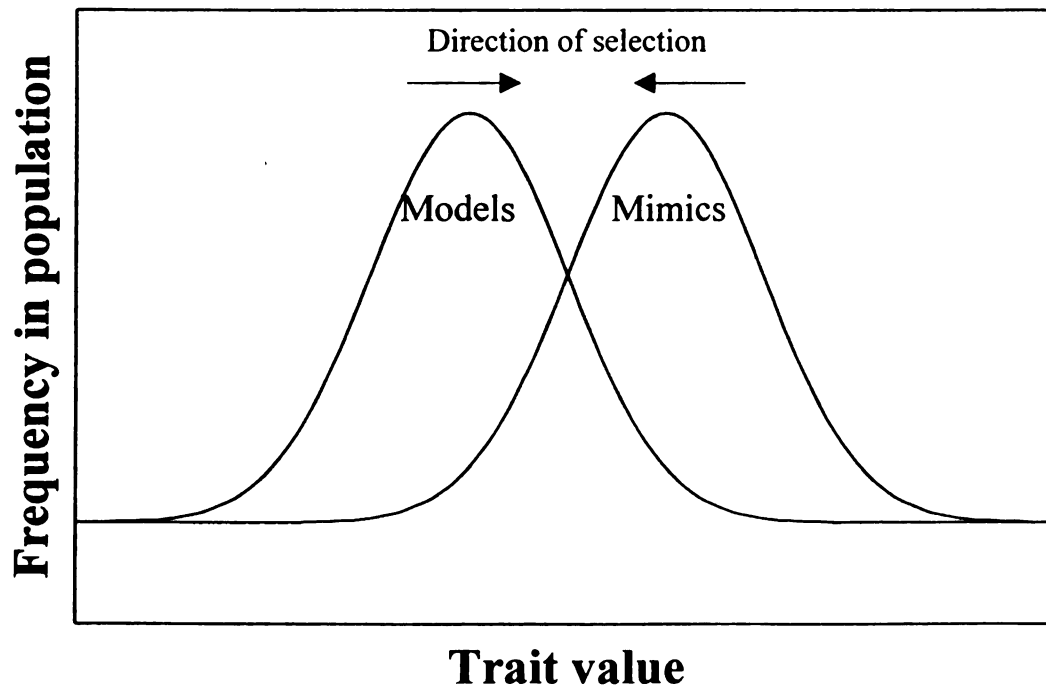 Direction of selection
Models
Mimics
Frequency in population
Trait value